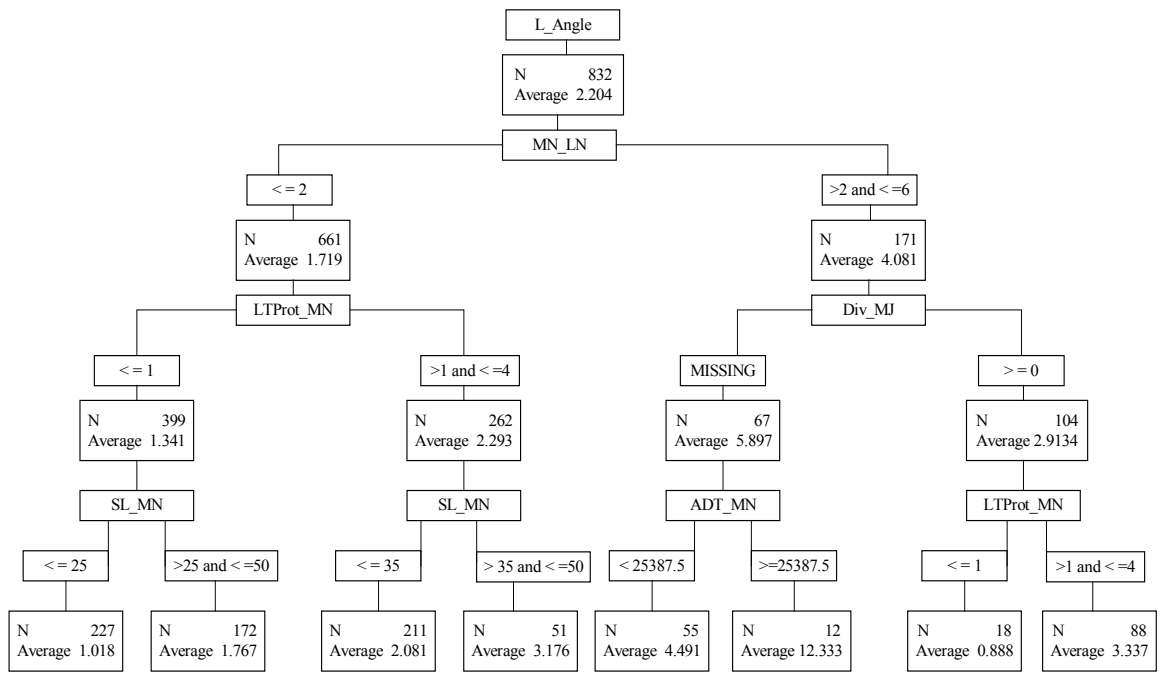 L_Angle
N 832
Average 2.204
MN_LN
< = 2
>2 and < =6
N 661
Average 1.719
N 171
Average 4.081
LTProt_MN
Div_MJ
< = 1
>1 and < =4
MISSING
> = 0
N 399
Average 1.341
N 262
Average 2.293
N 67
Average 5.897
N 104
Average 2.9134
SL_MN
SL_MN
ADT_MN
LTProt_MN
< = 25
>25 and < =50
< = 35
> 35 and < =50
< 25387.5
>=25387.5
< = 1
>1 and < =4
N 227
Average 1.018
N 172
Average 1.767
N 211
Average 2.081
N 51
Average 3.176
N 55
Average 4.491
N 12
Average 12.333
N 18
Average 0.888
N 88
Average 3.337